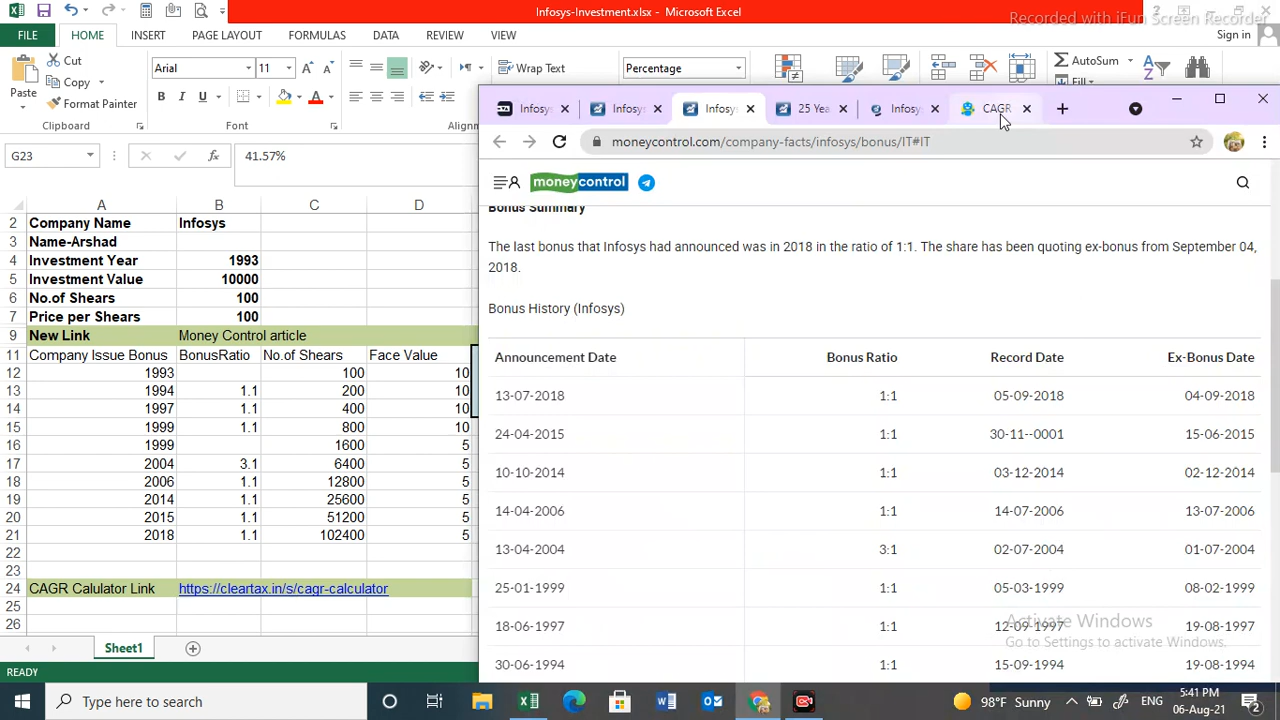 Infosys-Investment.xlsx - Microsoft Excel
Recorded with iFun Screen Recorder
FILE HOME INSERT PAGE LAYOUT FORMULAS DATA REVIEW VIEW
Sign in
Cut
Copy
Paste
Clipboard
Arial 11
B I U
Font
Wrap Text
Alignm
Percentage
AutoSum
Fill
G23 41.57%
A B C D
2 Company Name Infosys
3 Name-Arshad
4 Investment Year 1993
5 Investment Value 10000
6 No.of Shears 100
7 Price per Shears 100
9 New Link Money Control article
11 Company Issue Bonus BonusRatio No.of Shears Face Value
12 1993 100 10
13 1994 1.1 200 10
14 1997 1.1 400 10
15 1999 1.1 800 10
16 1999 1600 5
17 2004 3.1 6400 5
18 2006 1.1 12800 5
19 2014 1.1 25600 5
20 2015 1.1 51200 5
21 2018 1.1 102400 5
22
23
24 CAGR Calulator Link https://cleartax.in/s/cagr-calculator
25
26
Sheet1
READY
Infosys Infosys Infosys 25 Yea Infosys CAGR
moneycontrol.com/company-facts/infosys/bonus/IT#IT
moneycontrol
Bonus Summary
The last bonus that Infosys had announced was in 2018 in the ratio of 1:1. The share has been quoting ex-bonus from September 04,
2018.
Bonus History (Infosys)
Announcement Date Bonus Ratio Record Date Ex-Bonus Date
13-07-2018 1:1 05-09-2018 04-09-2018
24-04-2015 1:1 30-11--0001 15-06-2015
10-10-2014 1:1 03-12-2014 02-12-2014
14-04-2006 1:1 14-07-2006 13-07-2006
13-04-2004 3:1 02-07-2004 01-07-2004
25-01-1999 1:1 05-03-1999 08-02-1999
18-06-1997 1:1 12-09-1997 19-08-1997
30-06-1994 1:1 15-09-1994 19-08-1994
Activate Windows
Go to Settings to activate Windows.
Type here to search
98°F Sunny
ENG
5:41 PM
06-Aug-21
2